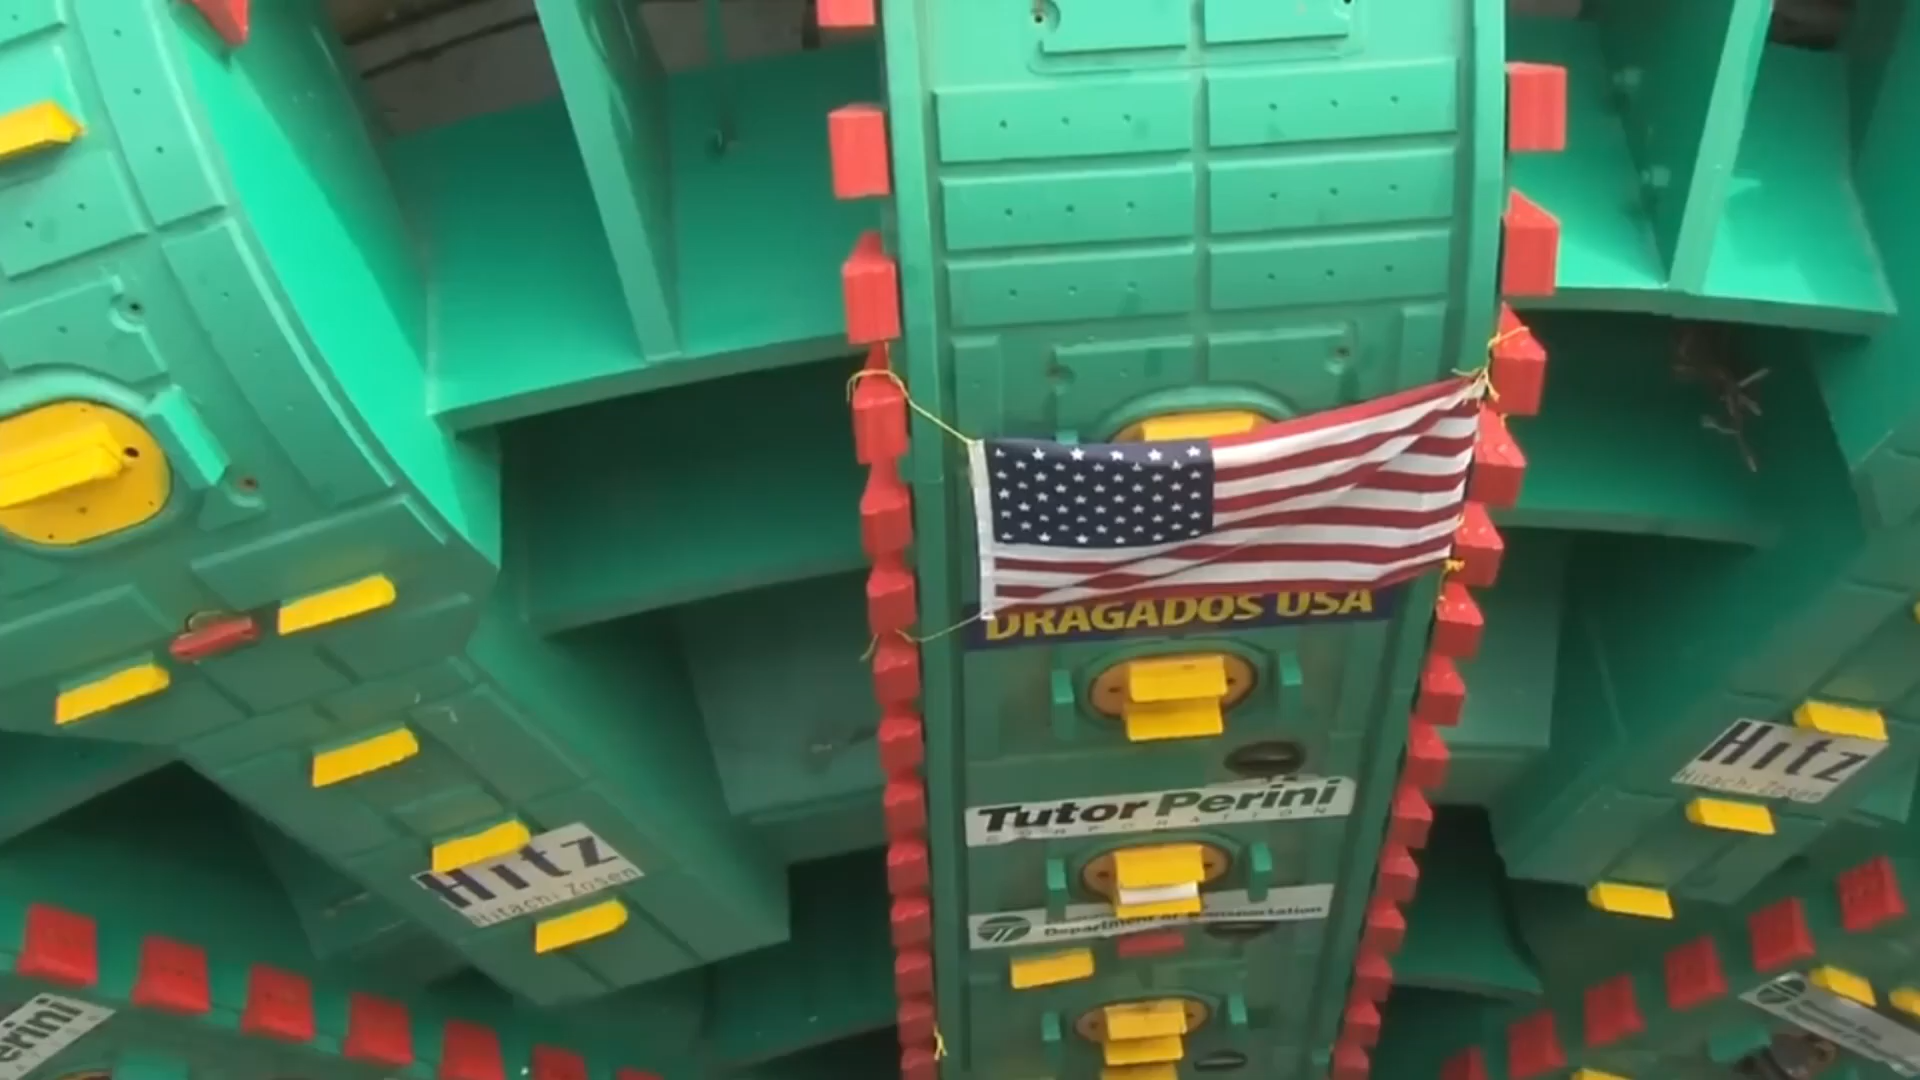 DRAGADOS USA
Tutor Perini
CORPORATION
Department of Transportation
Hitz
Hitachi Zosen
Hitz
Hitachi Zosen
erini